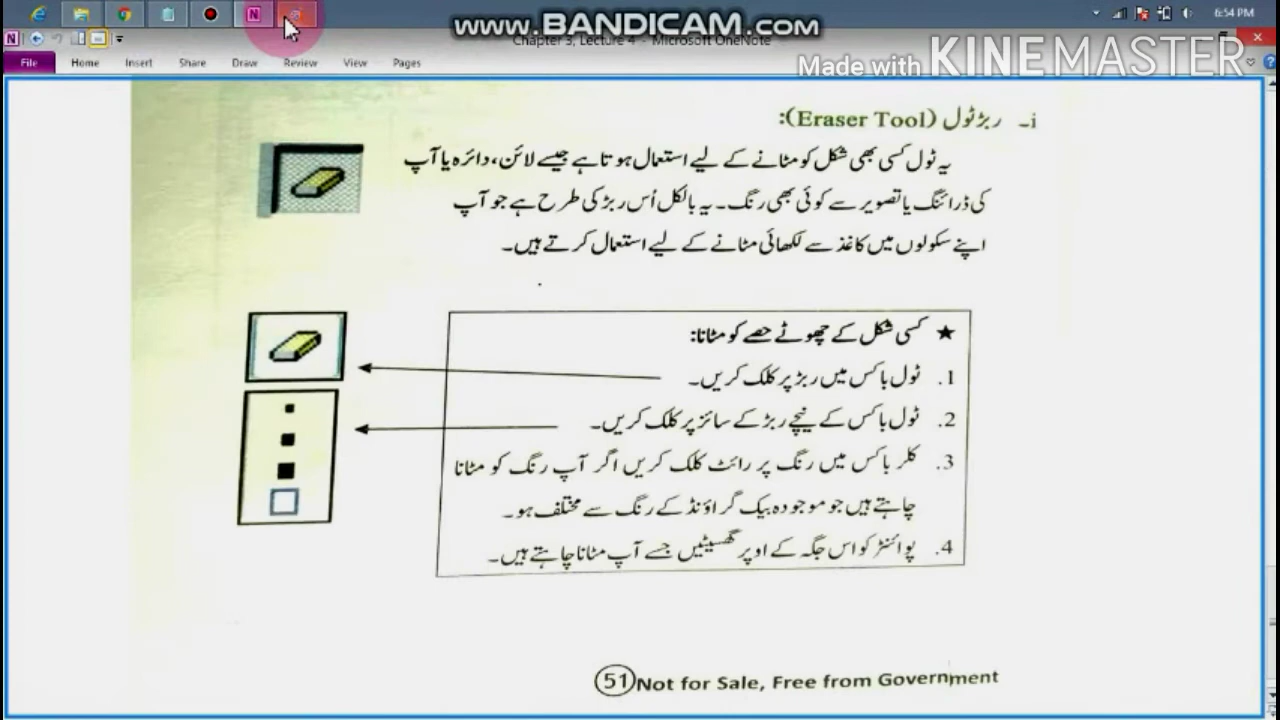 www.BANDICAM.com
6:54 PM
Chapter 3, Lecture 4 - Microsoft OneNote
Made with KINEMASTER
File Home Insert Share Draw Review View Pages
i۔ ربڑ ٹول (Eraser Tool):
یہ ٹول کسی بھی شکل کو مٹانے کے لیے استعمال ہوتا ہے جیسے لائن، دائرہ یا آپ
کی ڈرائنگ یا تصویر سے کوئی بھی رنگ۔ یہ بالکل اُس ربڑ کی طرح ہے جو آپ
اپنے سکولوں میں کاغذ سے لکھائی مٹانے کے لیے استعمال کرتے ہیں۔
★ کسی شکل کے چھوٹے حصے کو مٹانا:
1. ٹول باکس میں ربڑ پر کلک کریں۔
2. ٹول باکس کے نیچے ربڑ کے سائز پر کلک کریں۔
3. کلر باکس میں رنگ پر رائٹ کلک کریں اگر آپ رنگ کو مٹانا
چاہتے ہیں جو موجودہ بیک گراؤنڈ کے رنگ سے مختلف ہو۔
4. پوائنٹر کو اس جگہ کے اوپر گھسیٹیں جسے آپ مٹانا چاہتے ہیں۔
51 Not for Sale, Free from Government